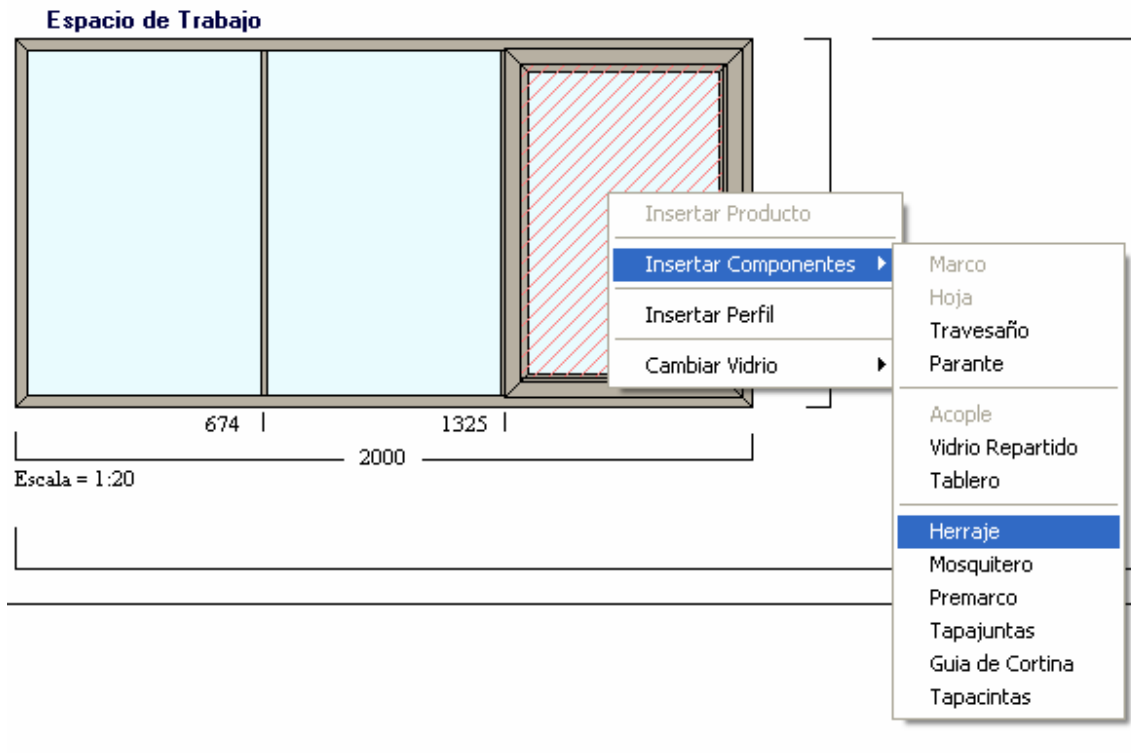 Espacio de Trabajo
Insertar Producto
Insertar Componentes
Insertar Perfil
Cambiar Vidrio
Marco
Hoja
Travesaño
Parante
Acople
Vidrio Repartido
Tablero
Herraje
Mosquitero
Premarco
Tapajuntas
Guia de Cortina
Tapacintas
674
1325
2000
Escala = 1:20